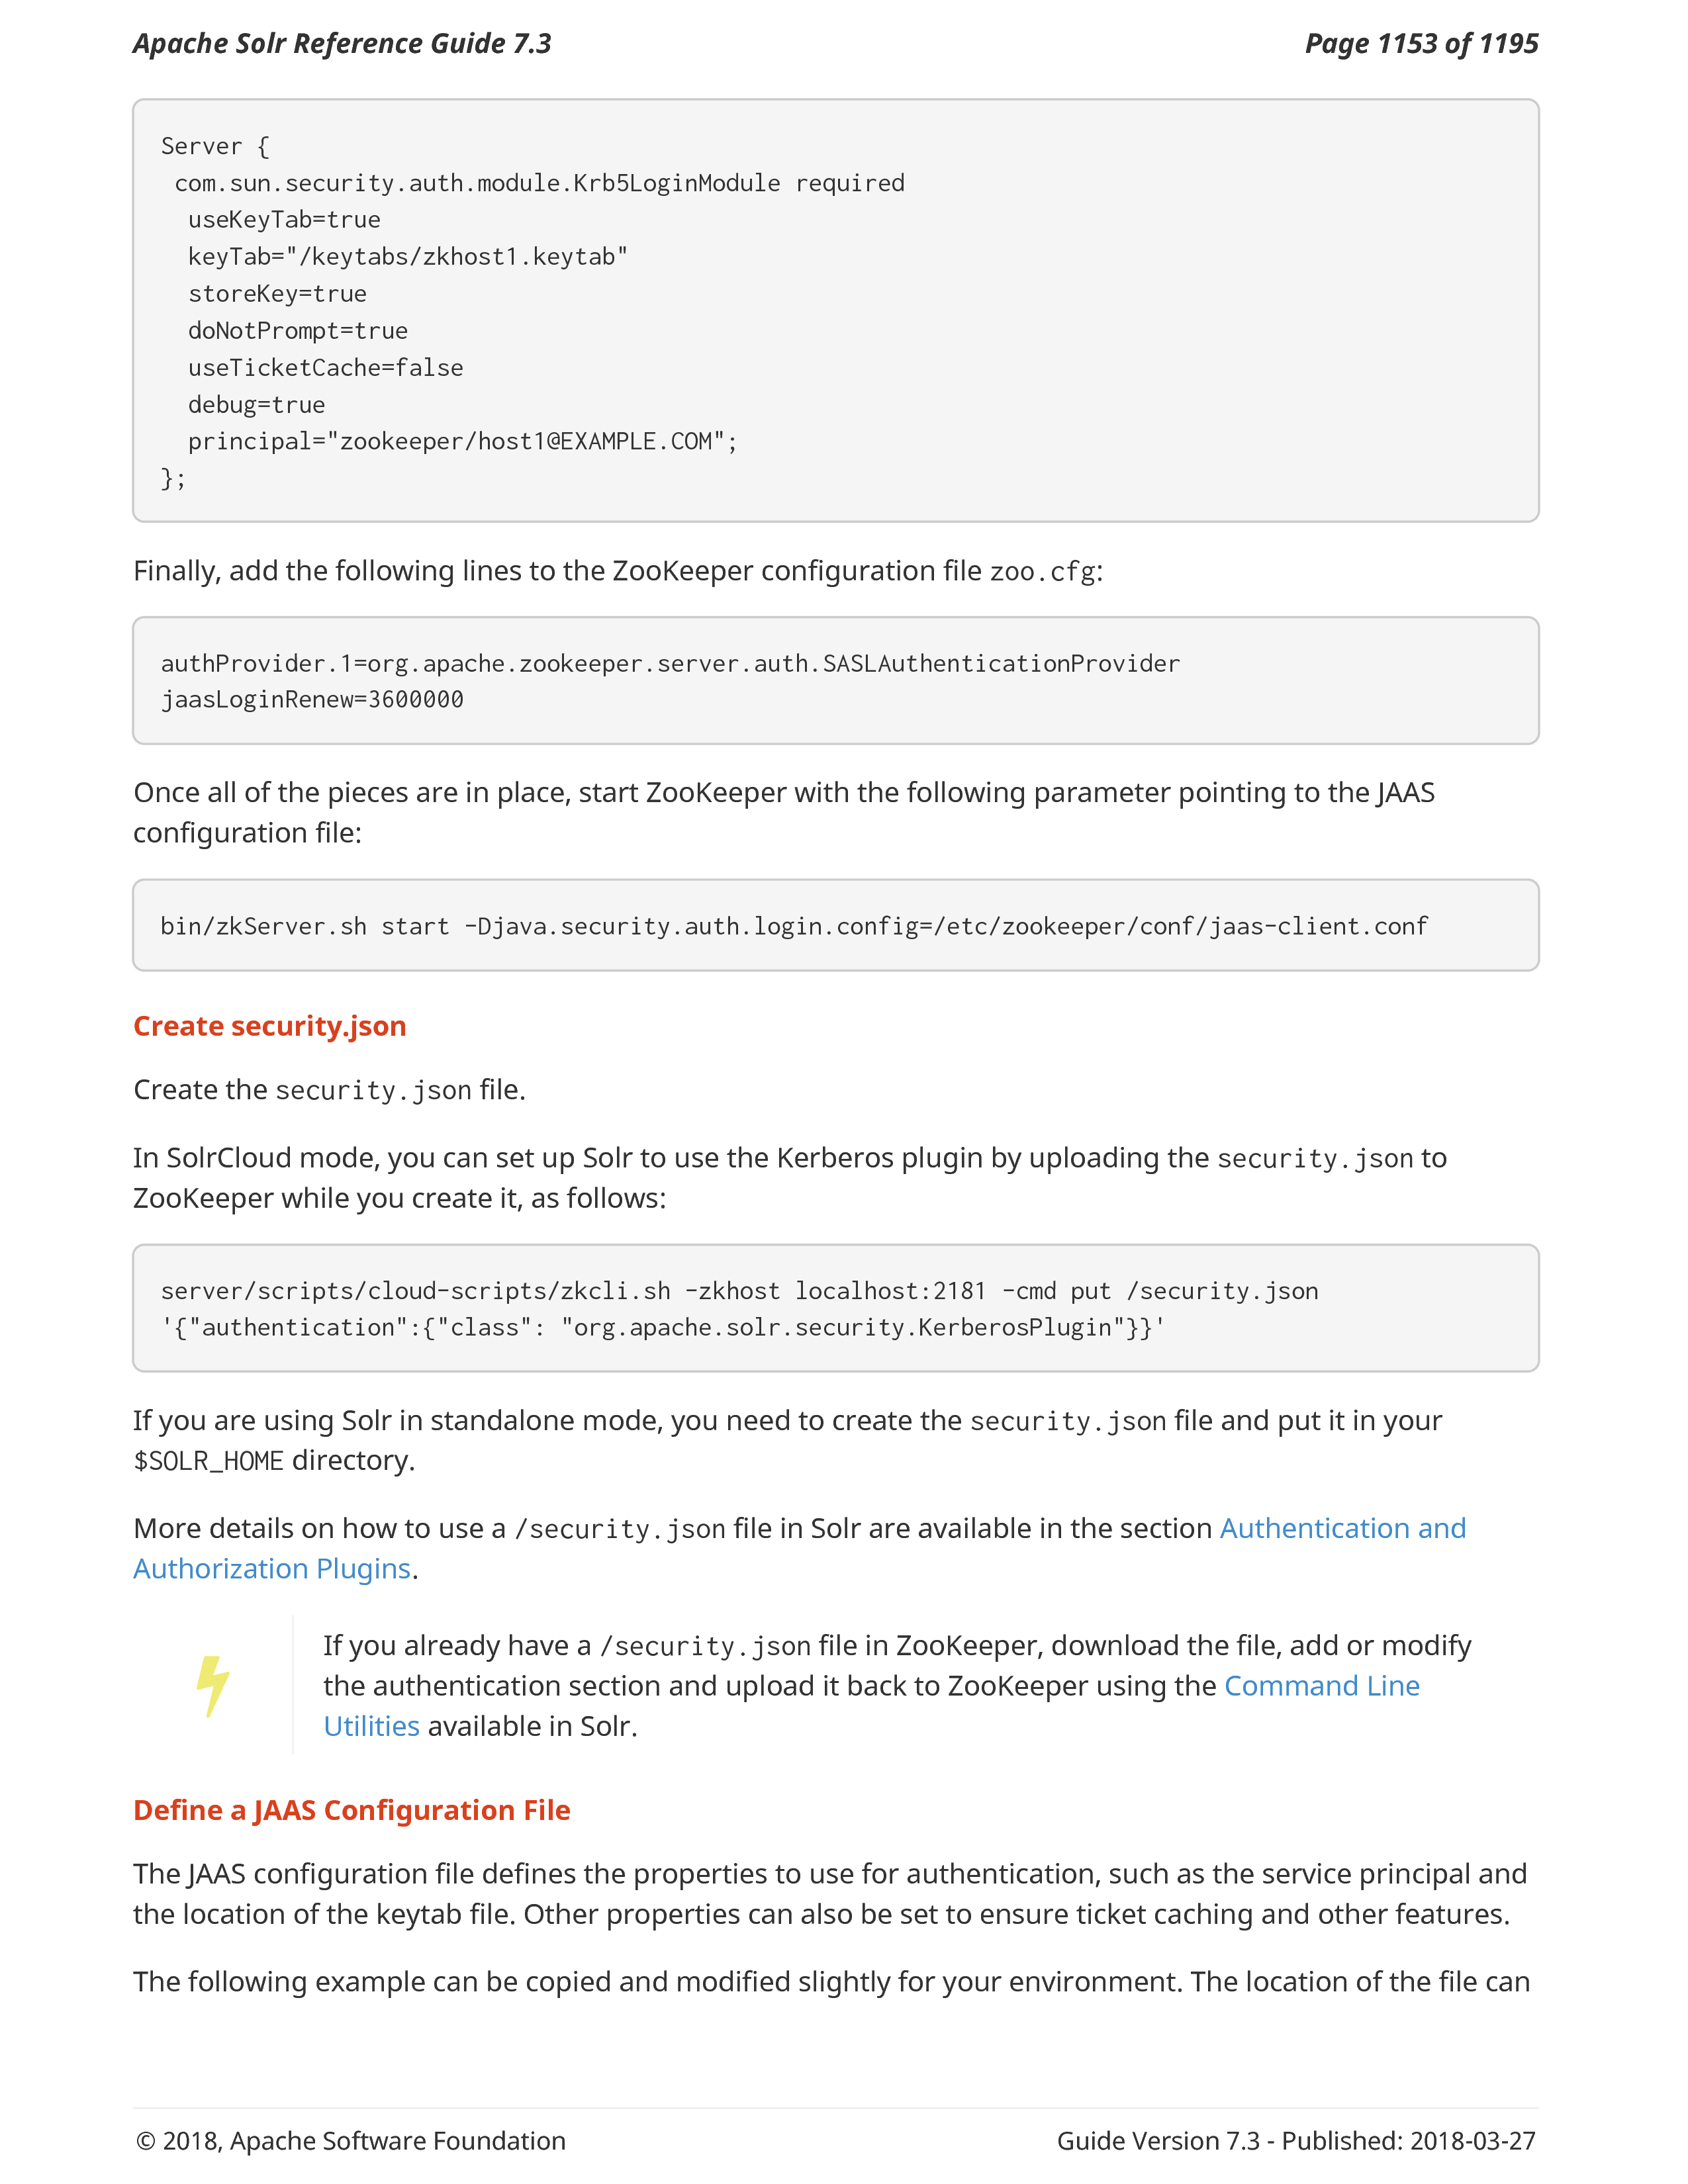 Apache Solr Reference Guide 7.3
Page 1153 of 1195
Server {
 com.sun.security.auth.module.Krb5LoginModule required
  useKeyTab=true
  keyTab="/keytabs/zkhost1.keytab"
  storeKey=true
  doNotPrompt=true
  useTicketCache=false
  debug=true
  principal="zookeeper/host1@EXAMPLE.COM";
};
Finally, add the following lines to the ZooKeeper configuration file zoo.cfg:
authProvider.1=org.apache.zookeeper.server.auth.SASLAuthenticationProvider
jaasLoginRenew=3600000
Once all of the pieces are in place, start ZooKeeper with the following parameter pointing to the JAAS
configuration file:
bin/zkServer.sh start -Djava.security.auth.login.config=/etc/zookeeper/conf/jaas-client.conf
Create security.json
Create the security.json file.
In SolrCloud mode, you can set up Solr to use the Kerberos plugin by uploading the security.json to
ZooKeeper while you create it, as follows:
server/scripts/cloud-scripts/zkcli.sh -zkhost localhost:2181 -cmd put /security.json
'{"authentication":{"class": "org.apache.solr.security.KerberosPlugin"}}'
If you are using Solr in standalone mode, you need to create the security.json file and put it in your
$SOLR_HOME directory.
More details on how to use a /security.json file in Solr are available in the section Authentication and
Authorization Plugins.
If you already have a /security.json file in ZooKeeper, download the file, add or modify
the authentication section and upload it back to ZooKeeper using the Command Line
Utilities available in Solr.
Define a JAAS Configuration File
The JAAS configuration file defines the properties to use for authentication, such as the service principal and
the location of the keytab file. Other properties can also be set to ensure ticket caching and other features.
The following example can be copied and modified slightly for your environment. The location of the file can
© 2018, Apache Software Foundation
Guide Version 7.3 - Published: 2018-03-27